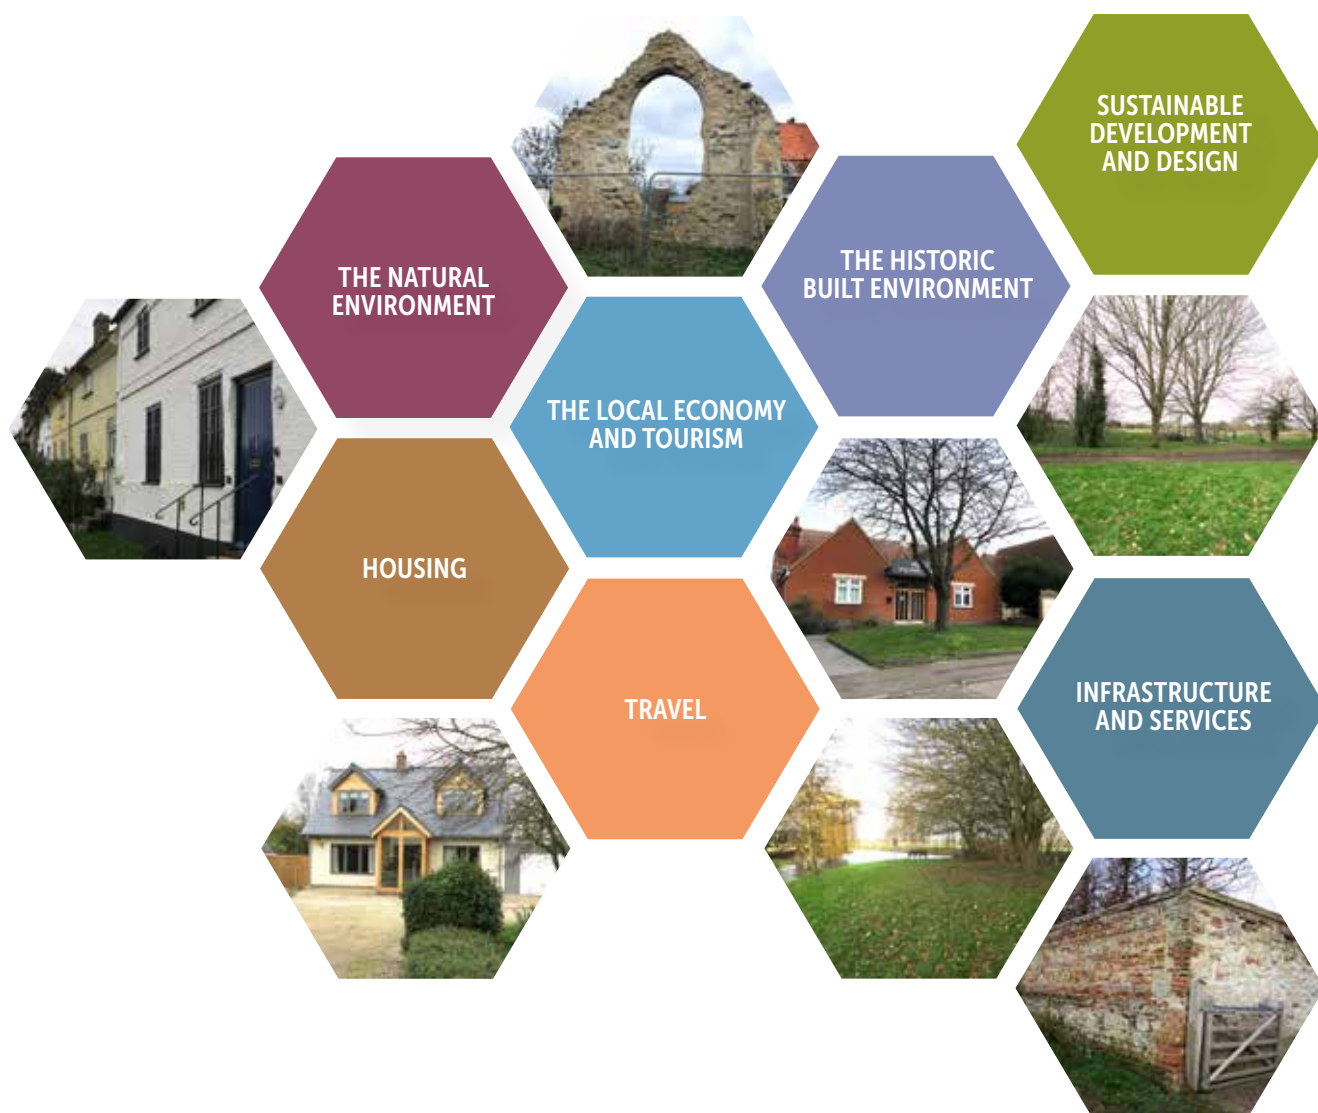 SUSTAINABLE
DEVELOPMENT
AND DESIGN
THE NATURAL
ENVIRONMENT
THE HISTORIC
BUILT ENVIRONMENT
THE LOCAL ECONOMY
AND TOURISM
HOUSING
TRAVEL
INFRASTRUCTURE
AND SERVICES